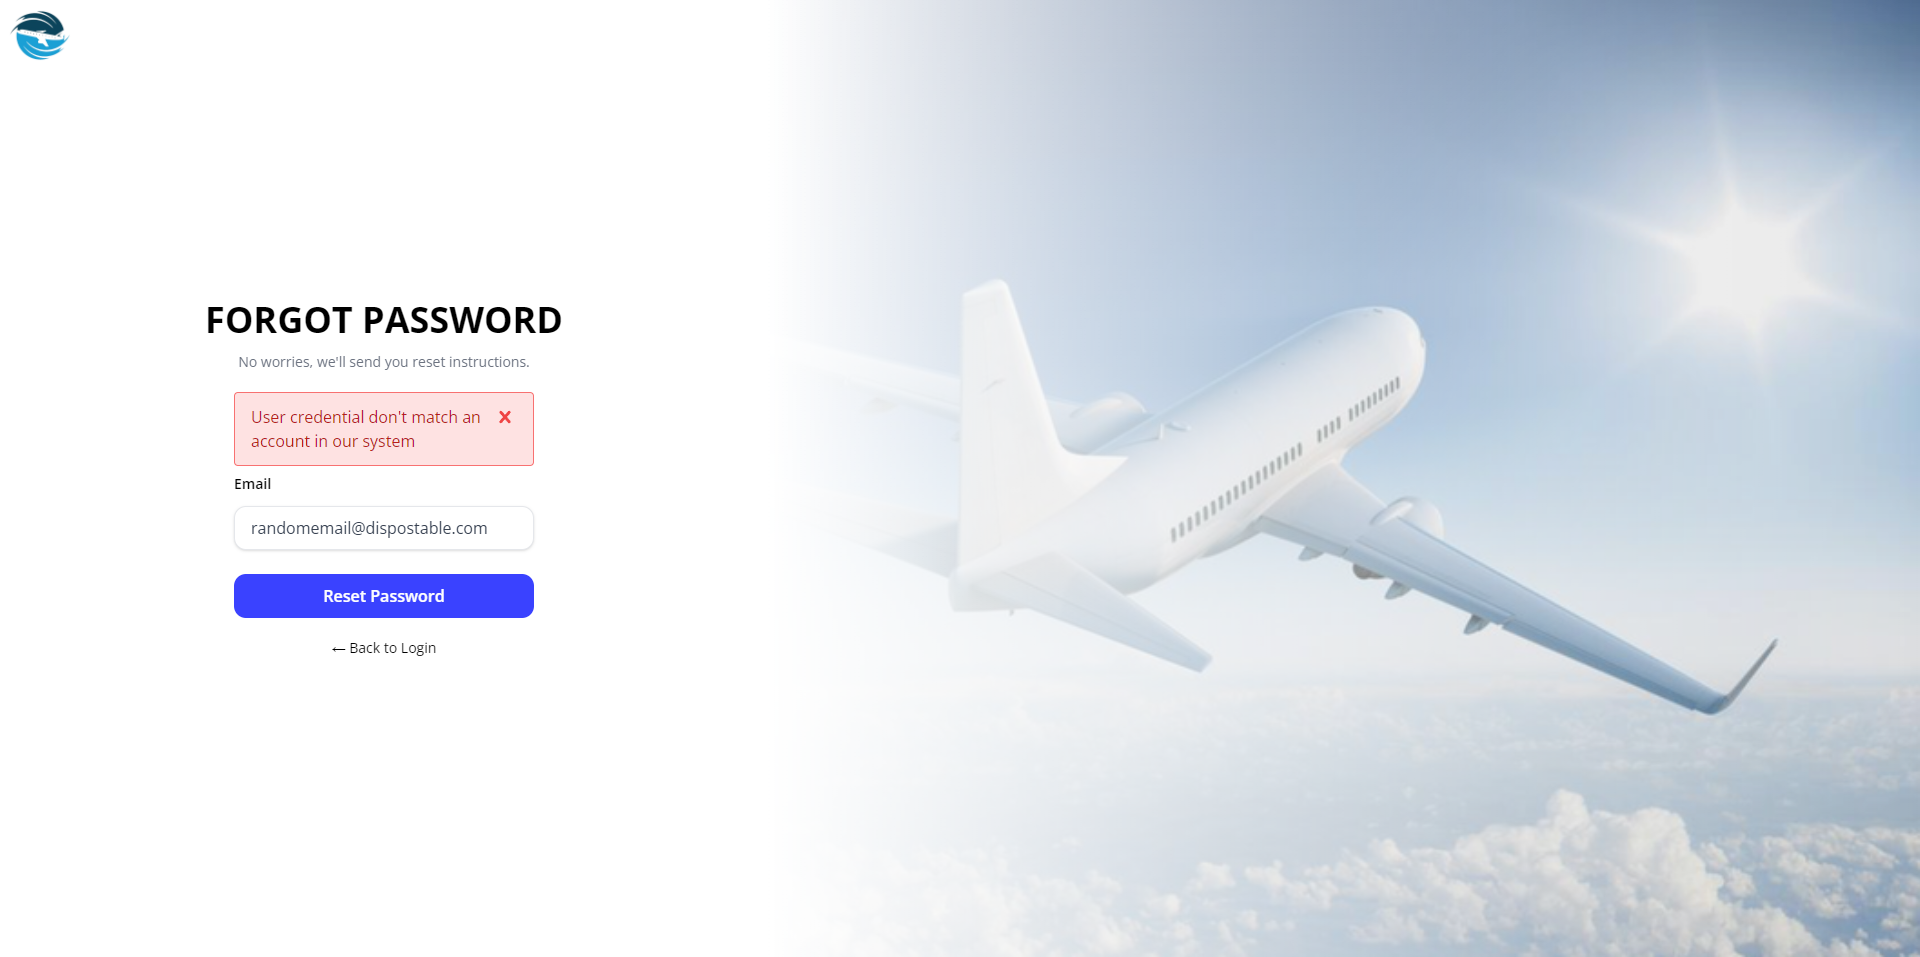 FORGOT PASSWORD
No worries, we'll send you reset instructions.
User credential don't match an
account in our system
Email
randomemail@dispostable.com
Reset Password
← Back to Login